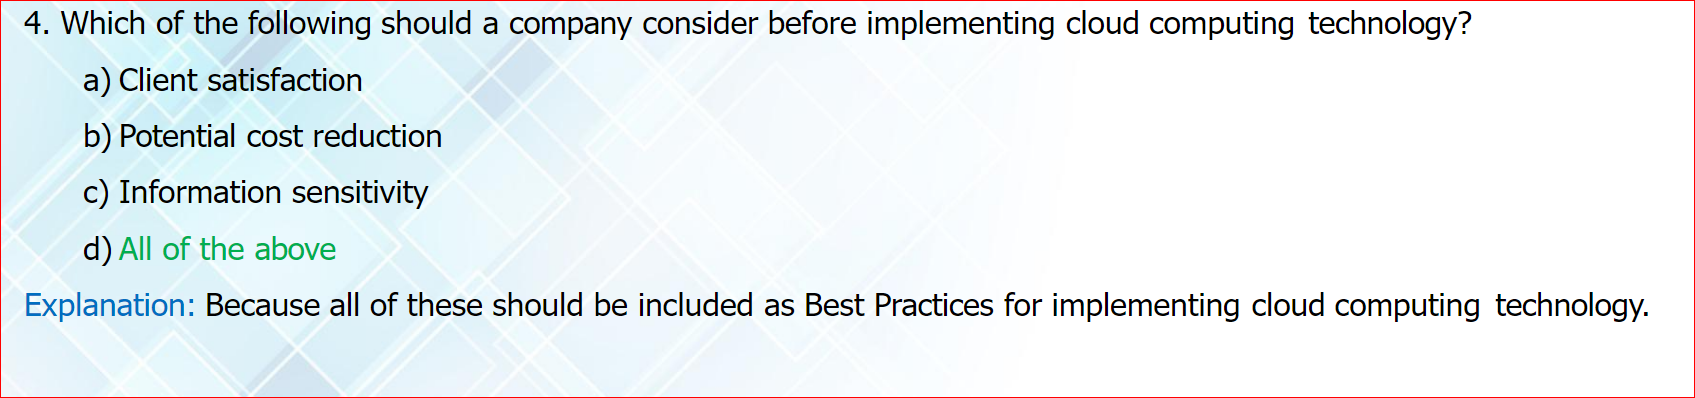 4. Which of the following should a company consider before implementing cloud computing technology?
a) Client satisfaction
b) Potential cost reduction
c) Information sensitivity
d) All of the above
Explanation: Because all of these should be included as Best Practices for implementing cloud computing technology.